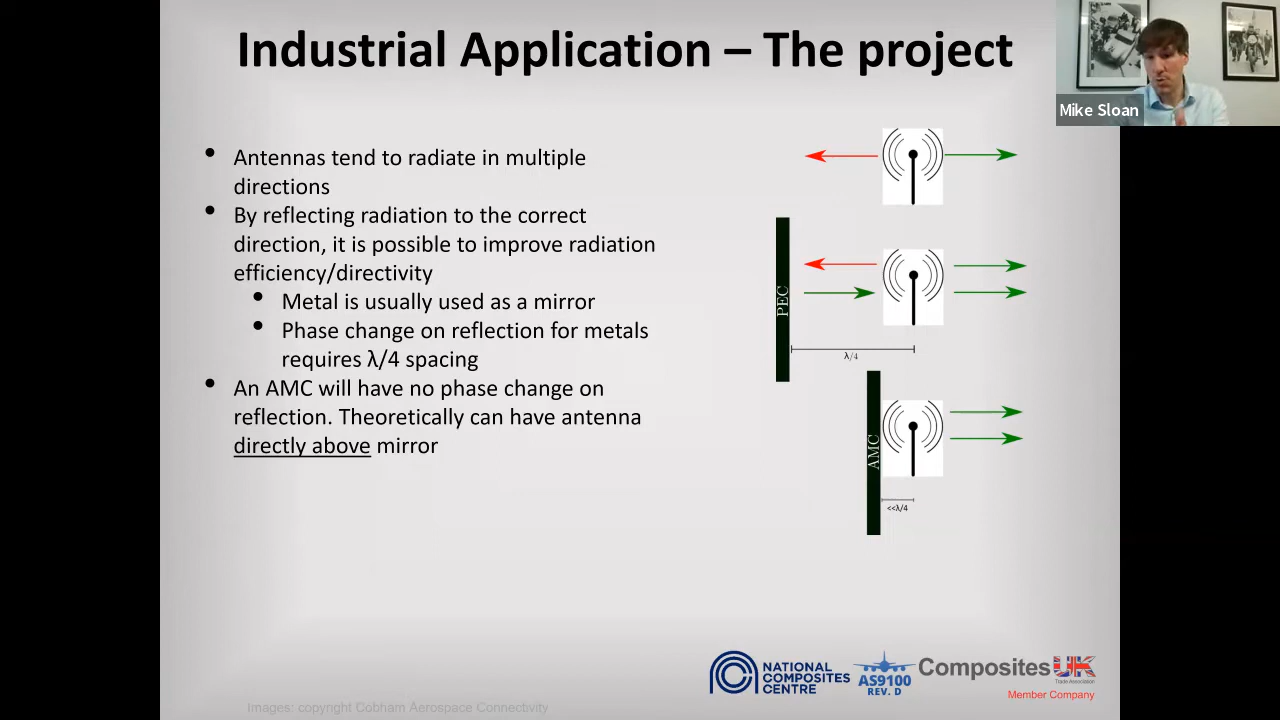 Industrial Application – The project
Mike Sloan
• Antennas tend to radiate in multiple
directions
• By reflecting radiation to the correct
direction, it is possible to improve radiation
efficiency/directivity
• Metal is usually used as a mirror
• Phase change on reflection for metals
requires λ/4 spacing
• An AMC will have no phase change on
reflection. Theoretically can have antenna
directly above mirror
PEC
λ/4
AMC
<<λ/4
NATIONAL
COMPOSITES
CENTRE
AS9100
REV. D
Composites UK
Trade Association
Member Company
Images: copyright Cobham Aerospace Connectivity